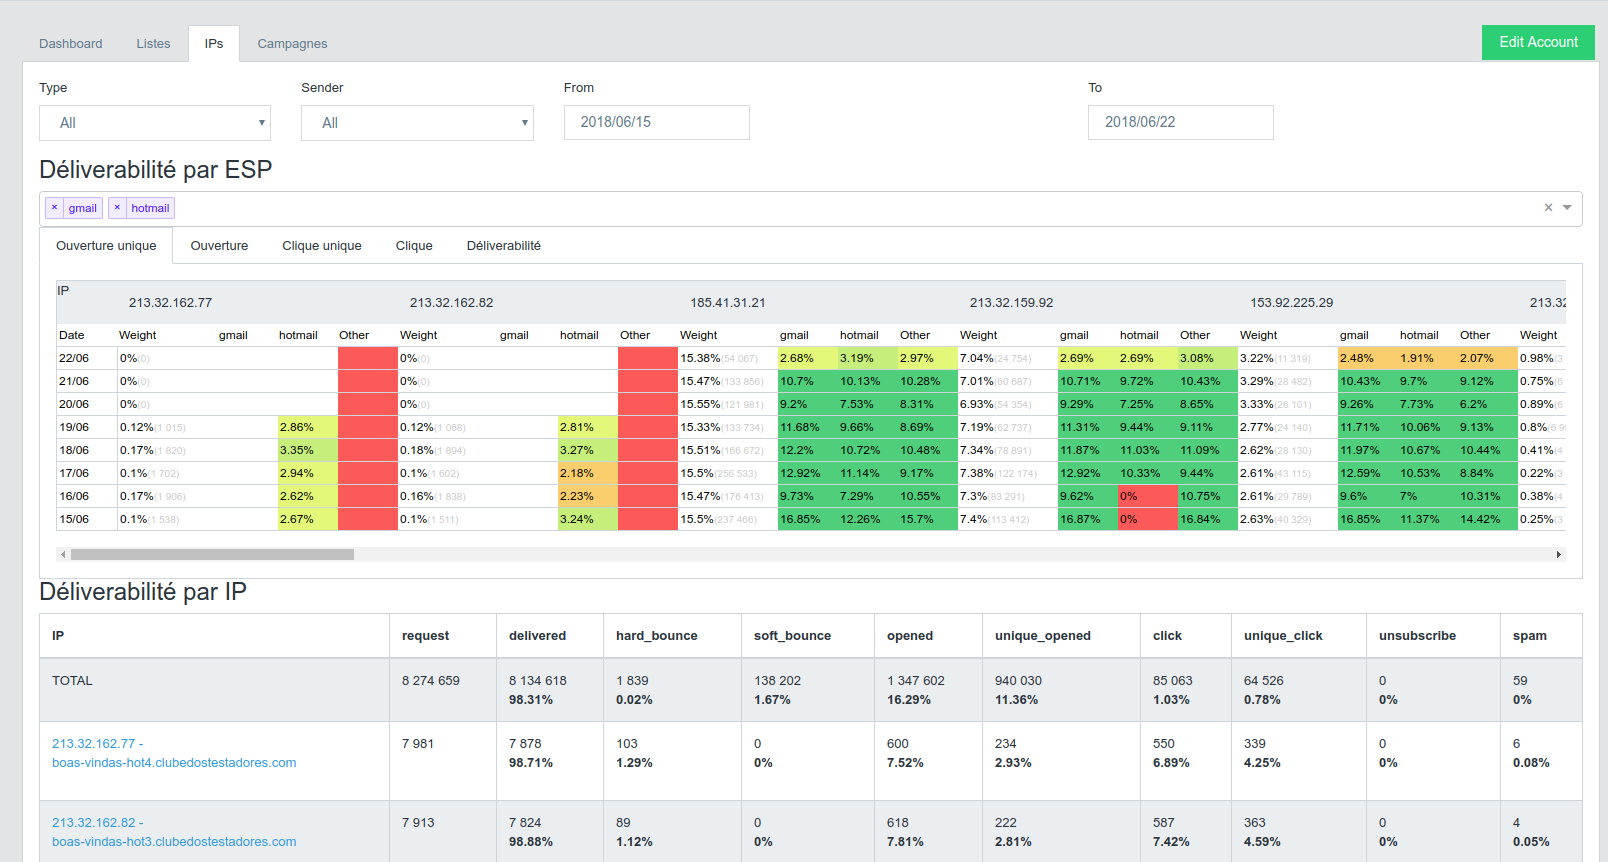 Dashboard Listes IPs Campagnes Edit Account
Type Sender From To
All All 2018/06/15 2018/06/22
Déliverabilité par ESP
× gmail × hotmail ×
Ouverture unique Ouverture Clique unique Clique Déliverabilité
IP
213.32.162.77 213.32.162.82 185.41.31.21 213.32.159.92 153.92.225.29 213.32
Date Weight gmail hotmail Other Weight gmail hotmail Other Weight gmail hotmail Other Weight gmail hotmail Other Weight gmail hotmail Other Weight
22/06 0%(0) 0%(0) 15.38%(54 067) 2.68% 3.19% 2.97% 7.04%(24 754) 2.69% 2.69% 3.08% 3.22%(11 319) 2.48% 1.91% 2.07% 0.98%(3
21/06 0%(0) 0%(0) 15.47%(133 856) 10.7% 10.13% 10.28% 7.01%(60 687) 10.71% 9.72% 10.43% 3.29%(28 482) 10.43% 9.7% 9.12% 0.75%(6
20/06 0%(0) 0%(0) 15.55%(121 981) 9.2% 7.53% 8.31% 6.93%(54 354) 9.29% 7.25% 8.65% 3.33%(26 101) 9.26% 7.73% 6.2% 0.89%(6
19/06 0.12%(1 015) 2.86% 0.12%(1 068) 2.81% 15.33%(133 734) 11.68% 9.66% 8.69% 7.19%(62 737) 11.31% 9.44% 9.11% 2.77%(24 140) 11.71% 10.06% 9.13% 0.8%(6 9
18/06 0.17%(1 820) 3.35% 0.18%(1 894) 3.27% 15.51%(166 672) 12.2% 10.72% 10.48% 7.34%(78 891) 11.87% 11.03% 11.09% 2.62%(28 130) 11.97% 10.67% 10.44% 0.41%(4
17/06 0.1%(1 702) 2.94% 0.1%(1 602) 2.18% 15.5%(256 533) 12.92% 11.14% 9.17% 7.38%(122 174) 12.92% 10.33% 9.44% 2.61%(43 115) 12.59% 10.53% 8.84% 0.22%(3
16/06 0.17%(1 906) 2.62% 0.16%(1 838) 2.23% 15.47%(176 413) 9.73% 7.29% 10.55% 7.3%(83 291) 9.62% 0% 10.75% 2.61%(29 789) 9.6% 7% 10.31% 0.38%(4
15/06 0.1%(1 538) 2.67% 0.1%(1 511) 3.24% 15.5%(237 466) 16.85% 12.26% 15.7% 7.4%(113 412) 16.87% 0% 16.84% 2.63%(40 329) 16.85% 11.37% 14.42% 0.25%(3
Déliverabilité par IP
IP request delivered hard_bounce soft_bounce opened unique_opened click unique_click unsubscribe spam
TOTAL 8 274 659 8 134 618 1 839 138 202 1 347 602 940 030 85 063 64 526 0 59
98.31% 0.02% 1.67% 16.29% 11.36% 1.03% 0.78% 0% 0%
213.32.162.77 - 7 981 7 878 103 0 600 234 550 339 0 6
boas-vindas-hot4.clubedostestadores.com 98.71% 1.29% 0% 7.52% 2.93% 6.89% 4.25% 0% 0.08%
213.32.162.82 - 7 913 7 824 89 0 618 222 587 363 0 4
boas-vindas-hot3.clubedostestadores.com 98.88% 1.12% 0% 7.81% 2.81% 7.42% 4.59% 0% 0.05%